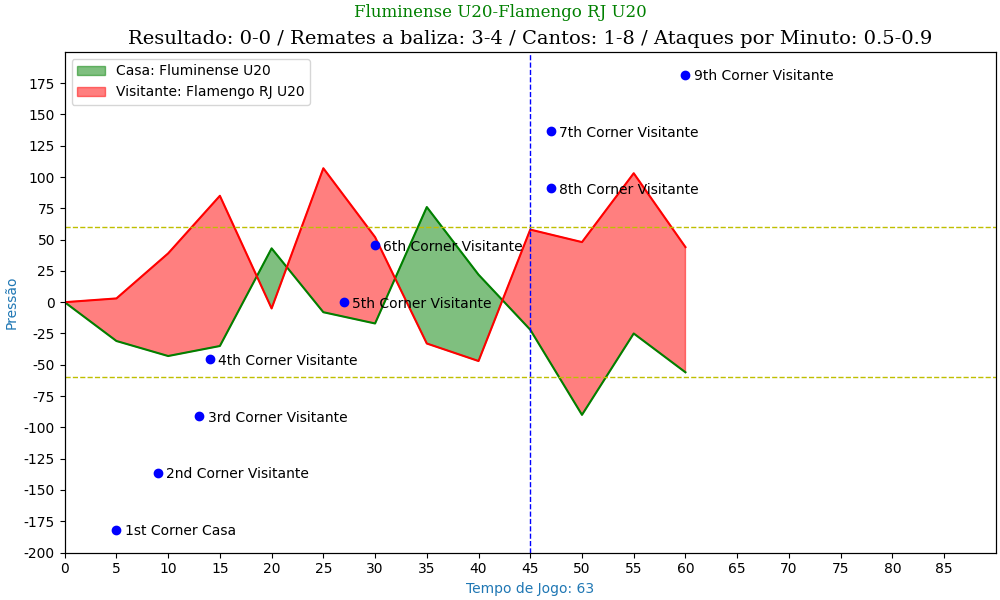 Fluminense U20-Flamengo RJ U20
Resultado: 0-0 / Remates a baliza: 3-4 / Cantos: 1-8 / Ataques por Minuto: 0.5-0.9
Casa: Fluminense U20
Visitante: Flamengo RJ U20
9th Corner Visitante
7th Corner Visitante
8th Corner Visitante
6th Corner Visitante
5th Corner Visitante
4th Corner Visitante
3rd Corner Visitante
2nd Corner Visitante
1st Corner Casa
Pressão
175
150
125
100
75
50
25
0
-25
-50
-75
-100
-125
-150
-175
-200
0 5 10 15 20 25 30 35 40 45 50 55 60 65 70 75 80 85
Tempo de Jogo: 63